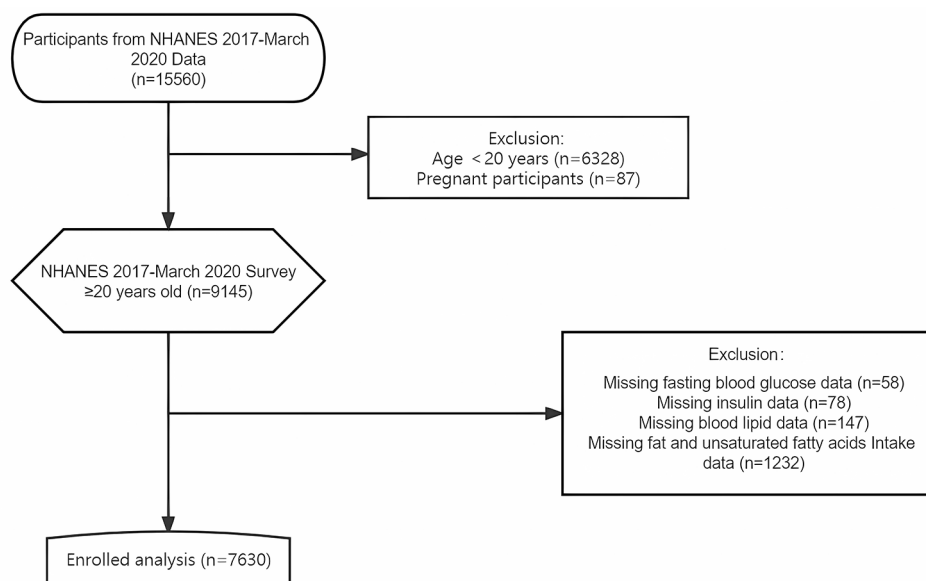 Participants from NHANES 2017-March
2020 Data
(n=15560)
Exclusion:
Age <20 years (n=6328)
Pregnant participants (n=87)
NHANES 2017-March 2020 Survey
≥20 years old (n=9145)
Exclusion:
Missing fasting blood glucose data (n=58)
Missing insulin data (n=78)
Missing blood lipid data (n=147)
Missing fat and unsaturated fatty acids Intake
data (n=1232)
Enrolled analysis (n=7630)